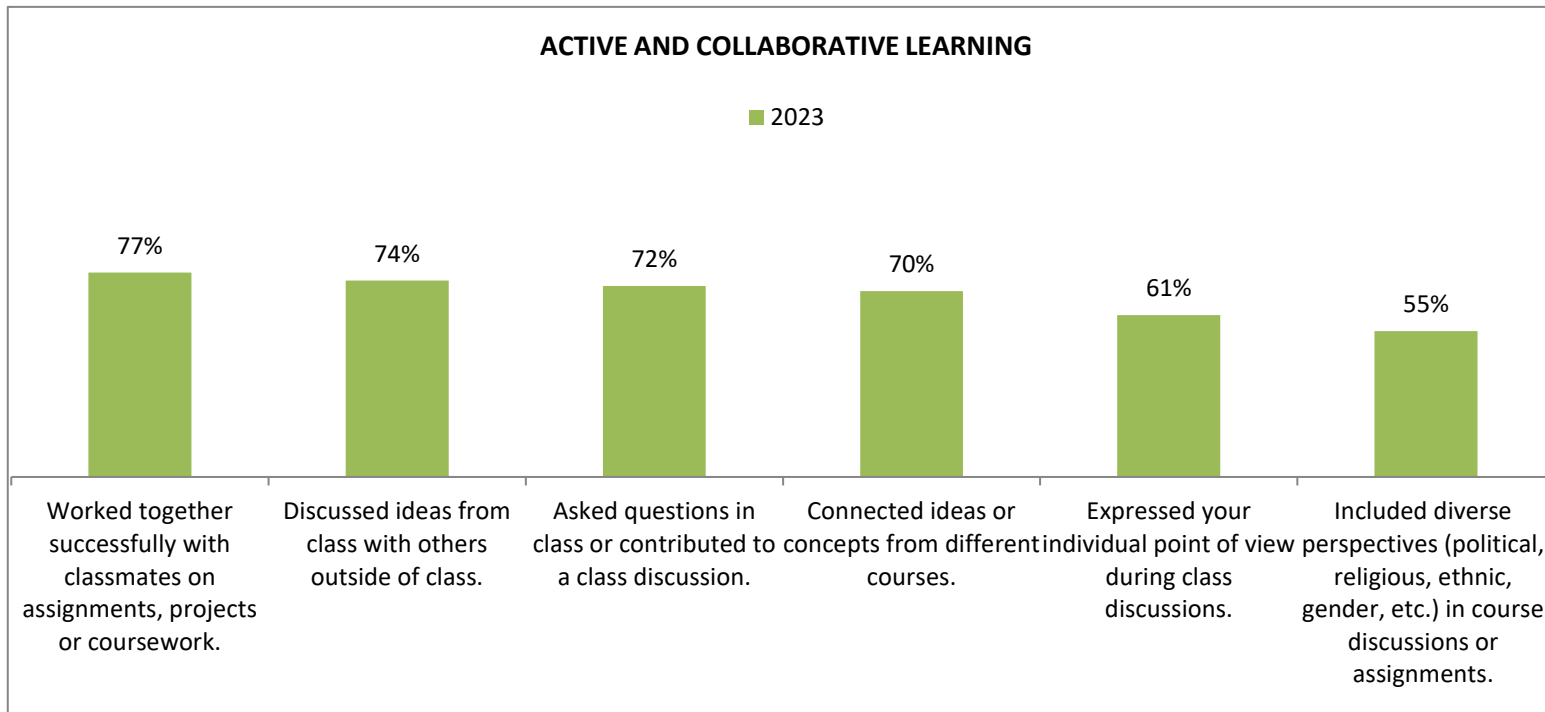 ACTIVE AND COLLABORATIVE LEARNING
2023
77%
74%
72%
70%
61%
55%
Worked together
successfully with
classmates on
assignments, projects
or coursework.
Discussed ideas from
class with others
outside of class.
Asked questions in
class or contributed to
a class discussion.
Connected ideas or
concepts from different
courses.
Expressed your
individual point of view
during class
discussions.
Included diverse
perspectives (political,
religious, ethnic,
gender, etc.) in course
discussions or
assignments.